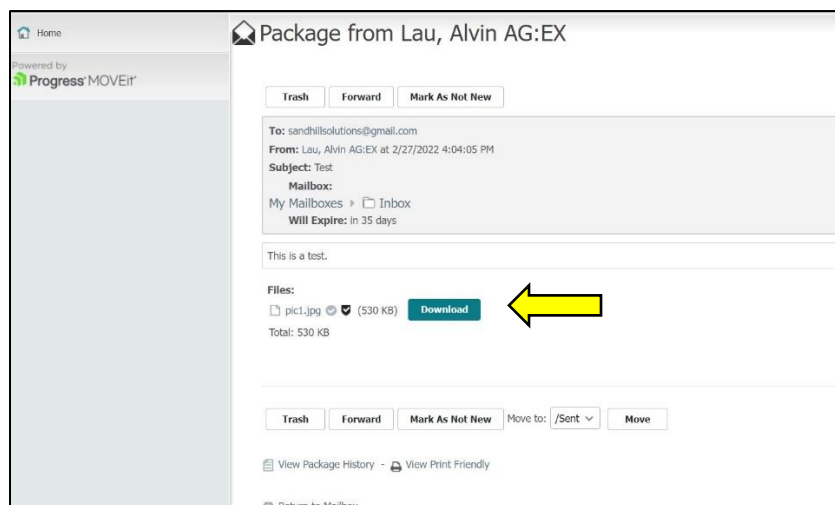 Home
Package from Lau, Alvin AG:EX
Powered by
Progress MOVEit
Trash Forward Mark As Not New
To: sandhillsolutions@gmail.com
From: Lau, Alvin AG:EX at 2/27/2022 4:04:05 PM
Subject: Test
Mailbox:
My Mailboxes Inbox
Will Expire: in 35 days
This is a test.
Files:
pic1.jpg (530 KB) Download
Total: 530 KB
Trash Forward Mark As Not New Move to: /Sent Move
View Package History - View Print Friendly
Return to Mailbox